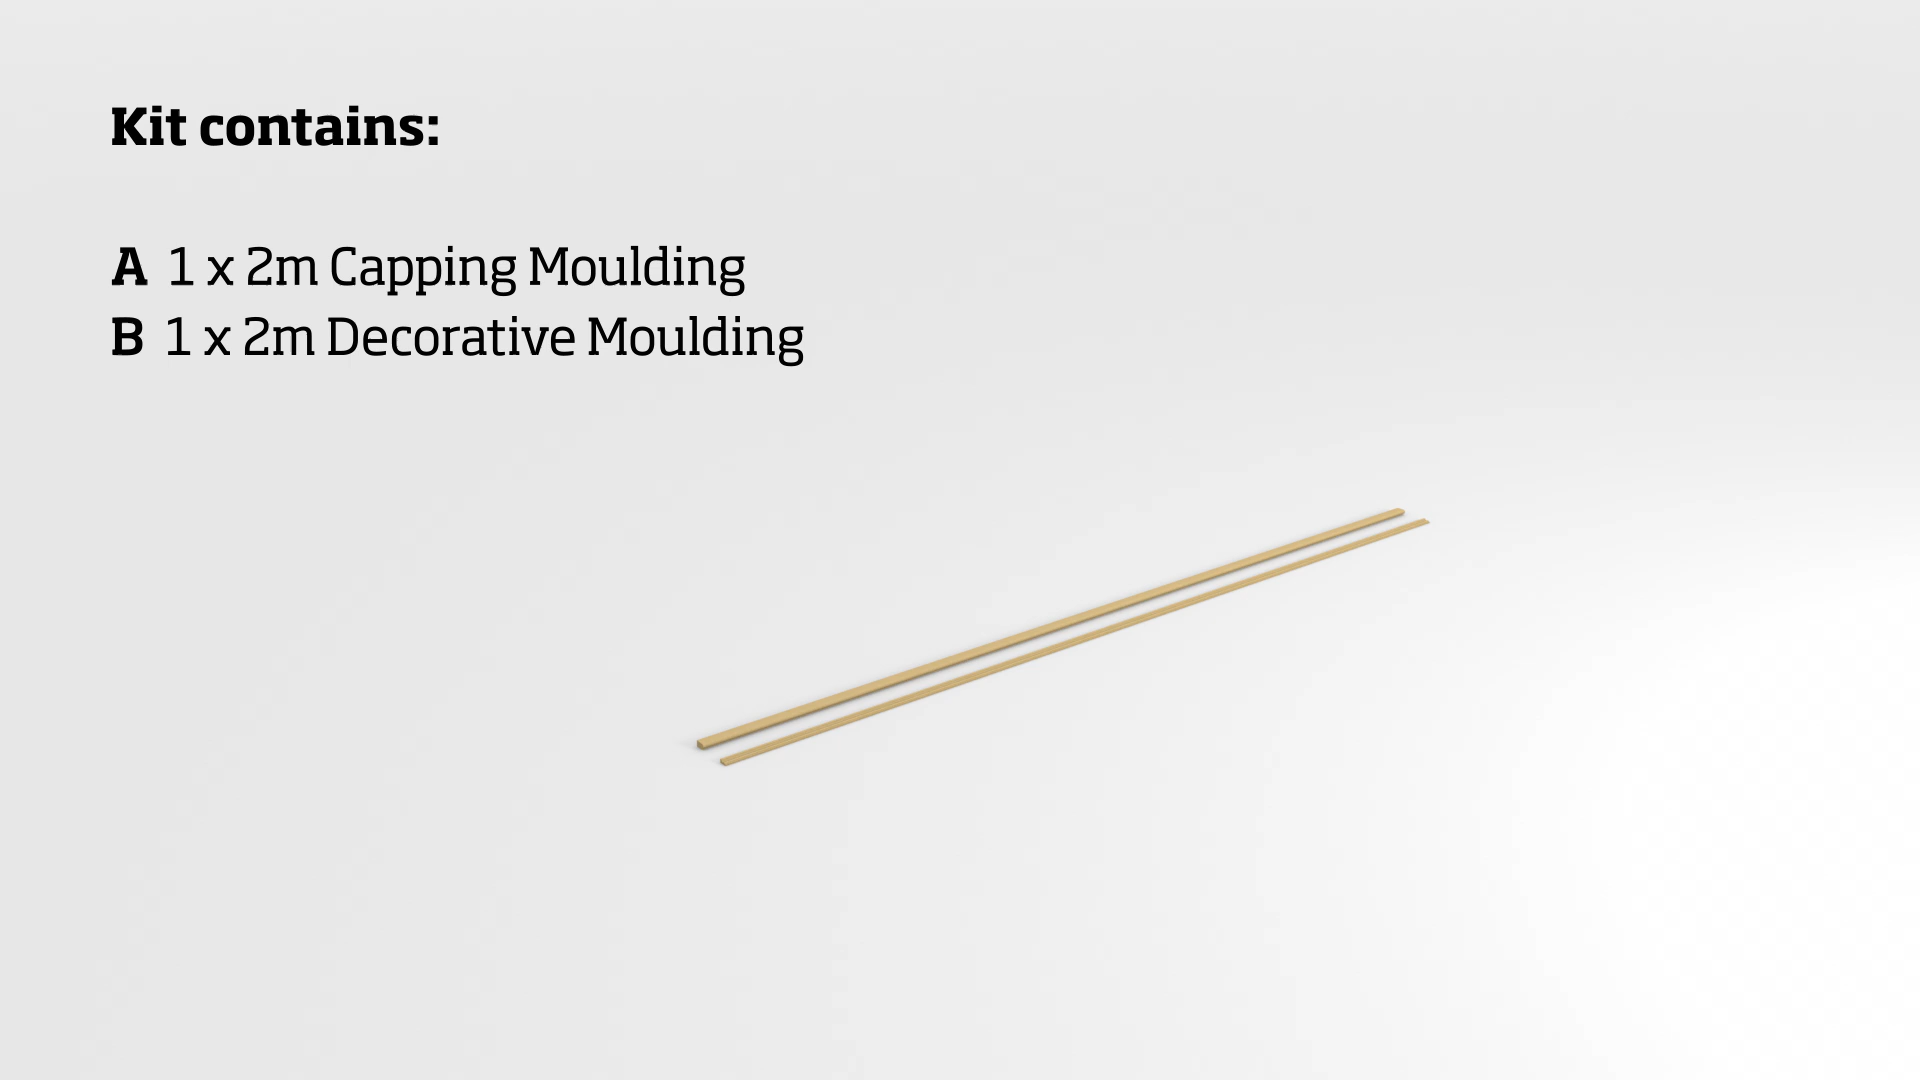 Kit contains:
A 1 x 2m Capping Moulding
B 1 x 2m Decorative Moulding